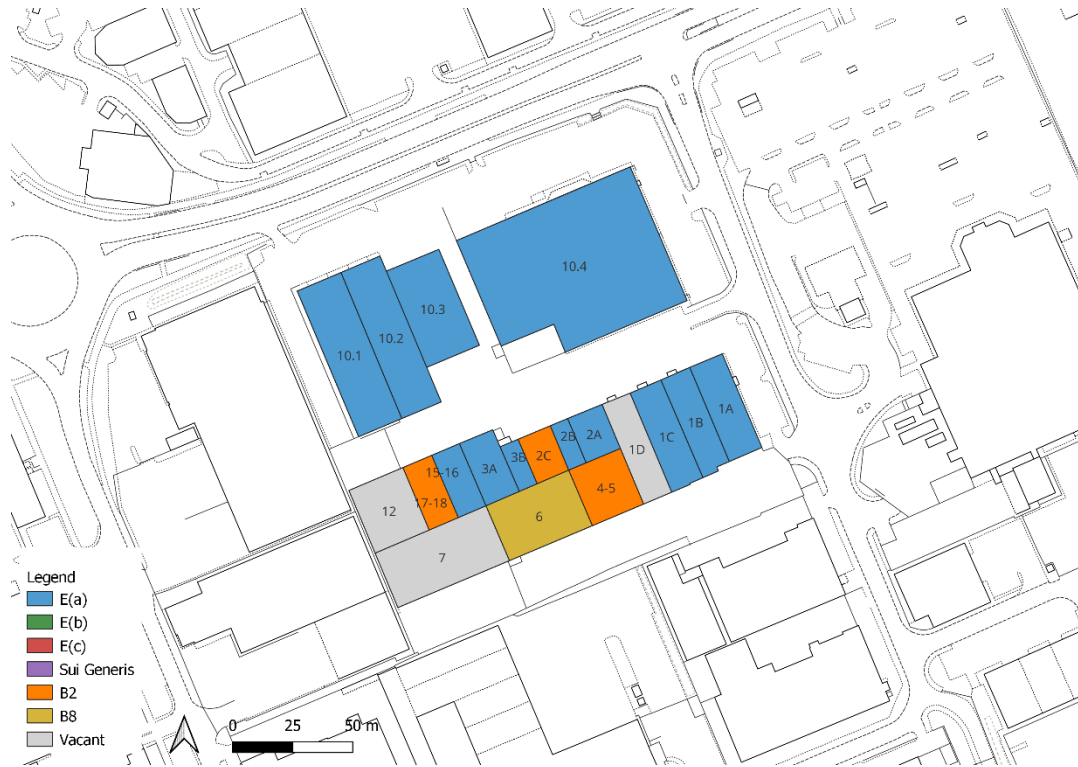 10.4
10.3
10.2
10.1
1A
1B
1C
1D
2A
2B
2C
3B
3A
15-16
17-18
12
4-5
6
7
Legend
E(a)
E(b)
E(c)
Sui Generis
B2
B8
Vacant
0 25 50 m